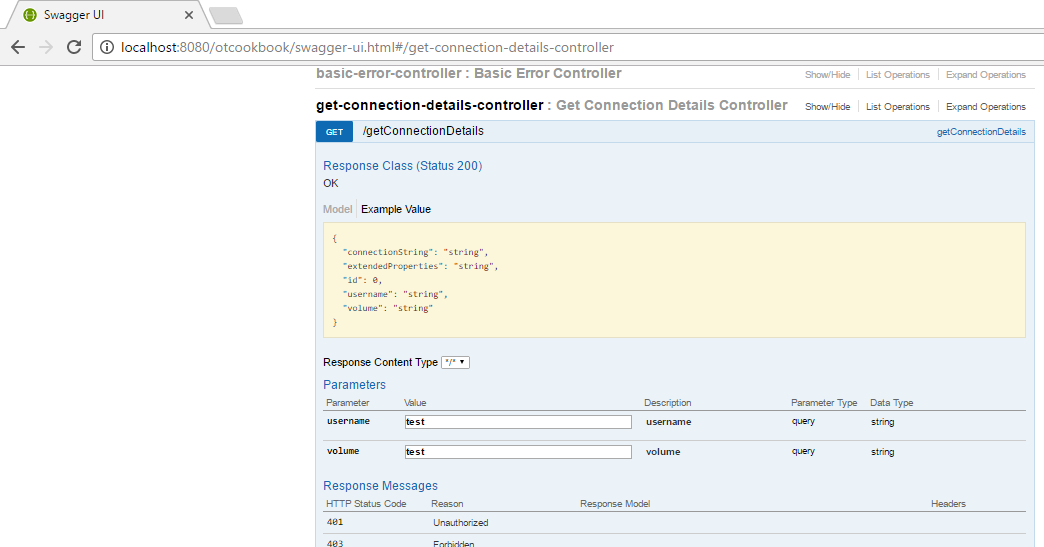 Swagger UI
localhost:8080/otcookbook/swagger-ui.html#/get-connection-details-controller
basic-error-controller : Basic Error Controller Show/Hide List Operations Expand Operations
get-connection-details-controller : Get Connection Details Controller Show/Hide List Operations Expand Operations
GET /getConnectionDetails getConnectionDetails
Response Class (Status 200)
OK
Model Example Value
{
"connectionString": "string",
"extendedProperties": "string",
"id": 0,
"username": "string",
"volume": "string"
}
Response Content Type */*
Parameters
Parameter Value Description Parameter Type Data Type
username test username query string
volume test volume query string
Response Messages
HTTP Status Code Reason Response Model Headers
401 Unauthorized
403 Forbidden